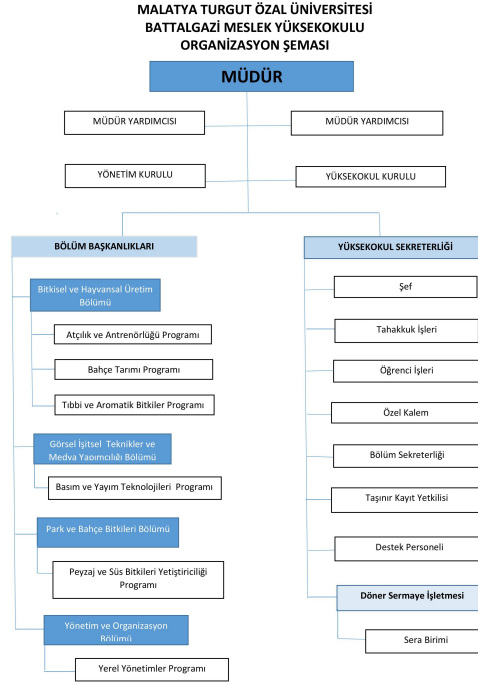 MALATYA TURGUT ÖZAL ÜNİVERSİTESİ
BATTALGAZİ MESLEK YÜKSEKOKULU
ORGANİZASYON ŞEMASI
MÜDÜR
MÜDÜR YARDIMCISI
MÜDÜR YARDIMCISI
YÖNETİM KURULU
YÜKSEKOKUL KURULU
BÖLÜM BAŞKANLIKLARI
Bitkisel ve Hayvansal Üretim
Bölümü
Atçılık ve Antrenörlüğü Programı
Bahçe Tarımı Programı
Tıbbi ve Aromatik Bitkiler Programı
Görsel İşitsel Teknikler ve
Medya Yapımcılığı Bölümü
Basım ve Yayım Teknolojileri Programı
Park ve Bahçe Bitkileri Bölümü
Peyzaj ve Süs Bitkileri Yetiştiriciliği
Programı
Yönetim ve Organizasyon
Bölümü
Yerel Yönetimler Programı
YÜKSEKOKUL SEKRETERLİĞİ
Şef
Tahakkuk İşleri
Öğrenci İşleri
Özel Kalem
Bölüm Sekreterliği
Taşınır Kayıt Yetkilisi
Destek Personeli
Döner Sermaye İşletmesi
Sera Birimi